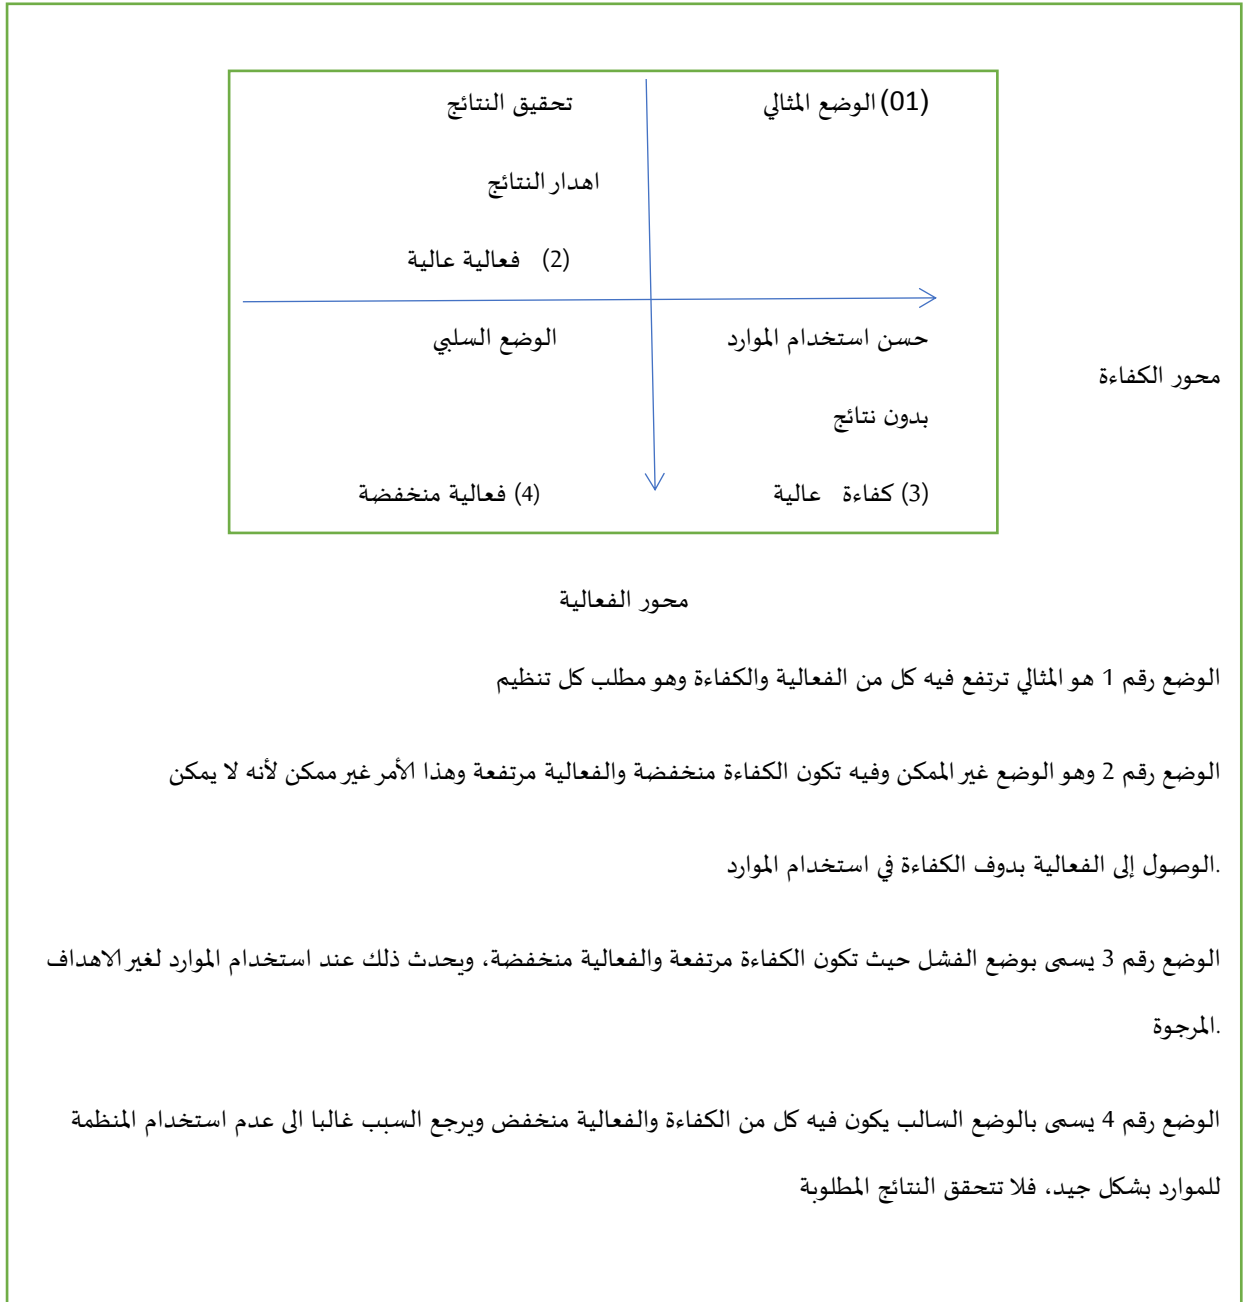 (01) الوضع المثالي
تحقيق النتائج
اهدار النتائج
(2) فعالية عالية
حسن استخدام الموارد
الوضع السلبي
محور الكفاءة
بدون نتائج
(3) كفاءة عالية
(4) فعالية منخفضة
محور الفعالية
الوضع رقم 1 هو المثالي ترتفع فيه كل من الفعالية والكفاءة وهو مطلب كل تنظيم
الوضع رقم 2 وهو الوضع غير الممكن وفيه تكون الكفاءة منخفضة والفعالية مرتفعة وهذا الأمر غير ممكن لأنه لا يمكن
.الوصول إلى الفعالية بدوف الكفاءة في استخدام الموارد
الوضع رقم 3 يسمى بوضع الفشل حيث تكون الكفاءة مرتفعة والفعالية منخفضة، ويحدث ذلك عند استخدام الموارد لغير الاهداف
.المرجوة
الوضع رقم 4 يسمى بالوضع السالب يكون فيه كل من الكفاءة والفعالية منخفض ويرجع السبب غالبا الى عدم استخدام المنظمة
للموارد بشكل جيد، فلا تتحقق النتائج المطلوبة